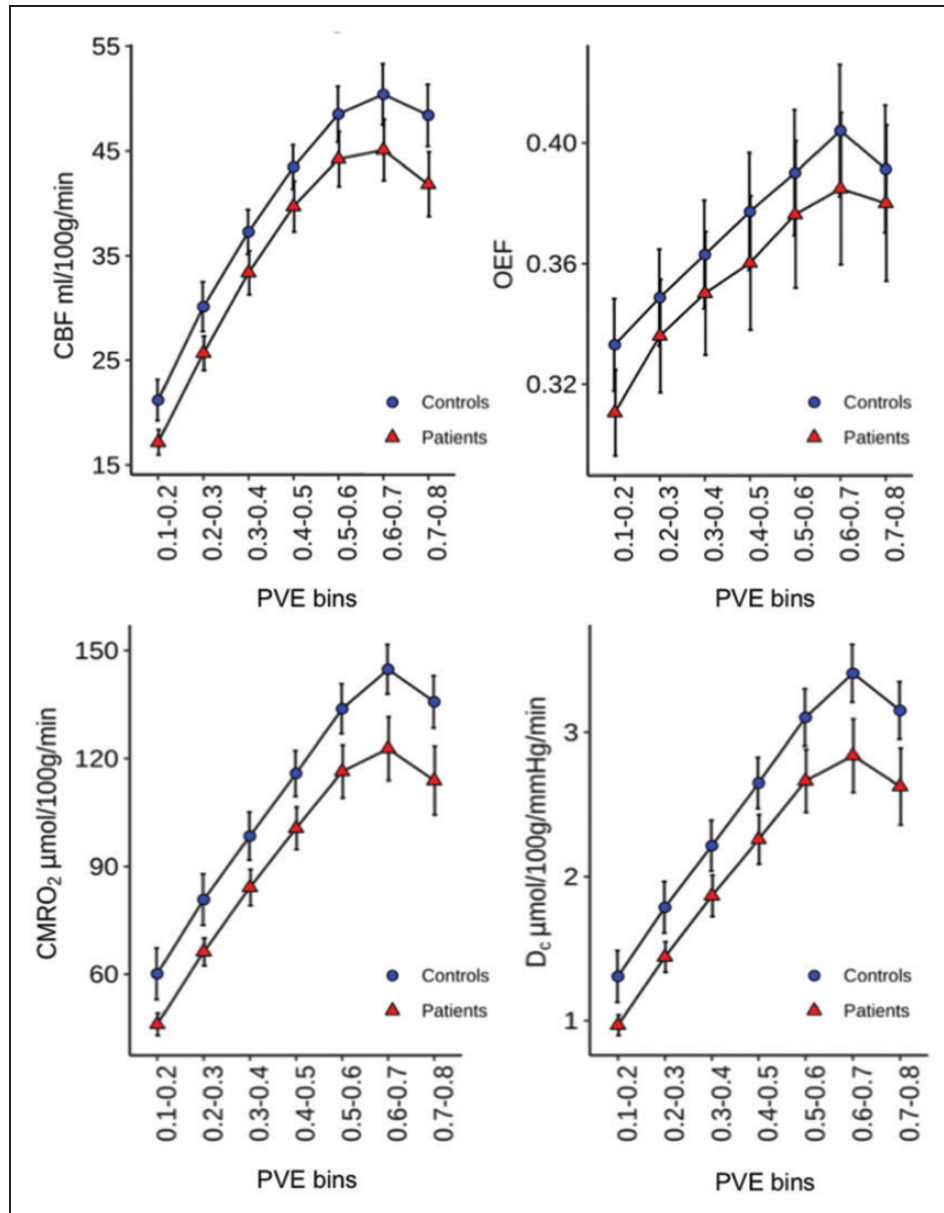 55
45
35
25
15
CBF ml/100g/min
Controls
Patients
0.1-0.2
0.2-0.3
0.3-0.4
0.4-0.5
0.5-0.6
0.6-0.7
0.7-0.8
PVE bins
0.40
0.36
0.32
OEF
Controls
Patients
0.1-0.2
0.2-0.3
0.3-0.4
0.4-0.5
0.5-0.6
0.6-0.7
0.7-0.8
PVE bins
150
120
90
60
CMRO₂ μmol/100g/min
Controls
Patients
0.1-0.2
0.2-0.3
0.3-0.4
0.4-0.5
0.5-0.6
0.6-0.7
0.7-0.8
PVE bins
3
2
1
D꜀ μmol/100g/mmHg/min
Controls
Patients
0.1-0.2
0.2-0.3
0.3-0.4
0.4-0.5
0.5-0.6
0.6-0.7
0.7-0.8
PVE bins